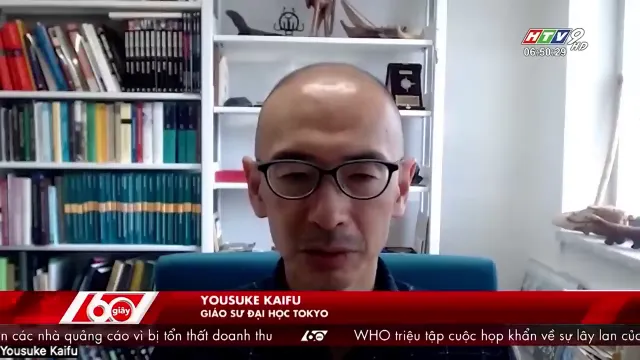 HTV9
HD
06:50:29
60
giây
YOUSUKE KAIFU
GIÁO SƯ ĐẠI HỌC TOKYO
n các nhà quảng cáo vì bị tổn thất doanh thu
WHO triệu tập cuộc họp khẩn về sự lây lan củ
Yousuke Kaifu